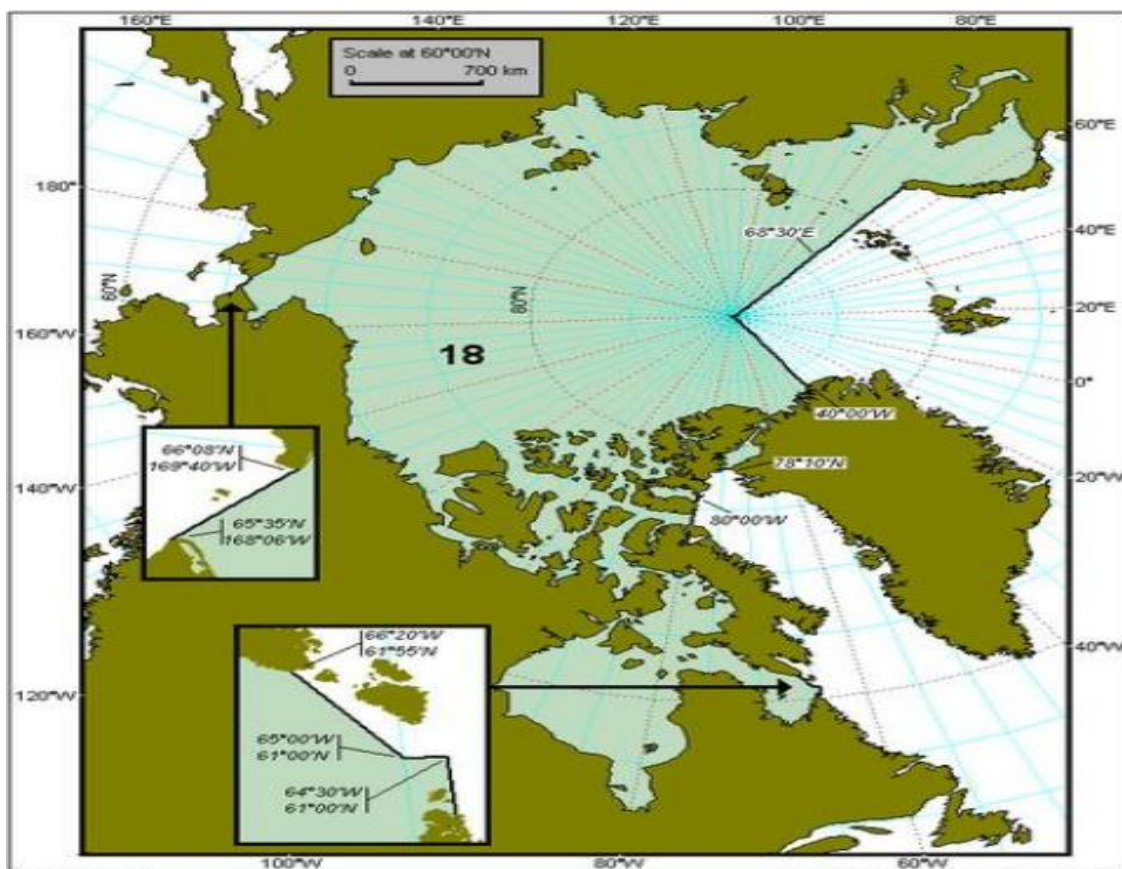 160°E 140°E 120°E 100°E 80°E
Scale at 60°00'N
0 700 km
60°E
180°
68°30'E
40°E
60°N
80°N
20°E
160°W
18
0°
40°00'W
66°08'N
169°40'W
78°10'N
20°W
140°W
80°00'W
65°35'N
168°06'W
66°20'W
61°55'N
40°W
120°W
65°00'W
61°00'N
64°30'W
61°00'N
100°W 80°W 60°W